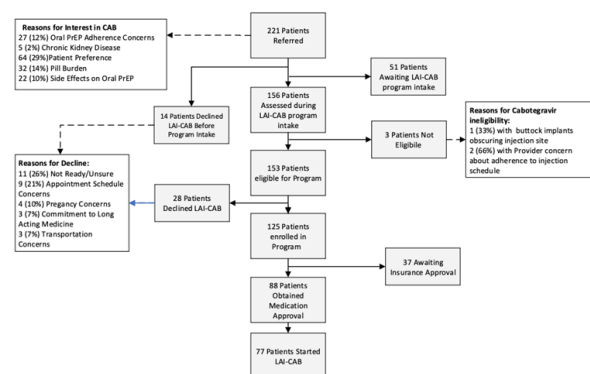 Reasons for Interest in CAB
27 (12%) Oral PrEP Adherence Concerns
5 (2%) Chronic Kidney Disease
64 (29%)Patient Preference
32 (14%) Pill Burden
22 (10%) Side Effects on Oral PrEP
221 Patients
Referred
51 Patients
Awaiting LAI-CAB
program intake
156 Patients
Assessed during
LAI-CAB program
intake
14 Patients Declined
LAI-CAB Before
Program Intake
Reasons for Cabotegravir
ineligibility:
1 (33%) with buttock implants
obscuring injection site
2 (66%) with Provider concern
about adherence to injection
schedule
3 Patients Not
Eligibile
Reasons for Decline:
11 (26%) Not Ready/Unsure
9 (21%) Appointment Schedule
Concerns
4 (10%) Pregancy Concerns
3 (7%) Commitment to Long
Acting Medicine
3 (7%) Transportation
Concerns
153 Patients
eligible for Program
28 Patients
Declined LAI-CAB
125 Patients
enrolled in
Program
37 Awaiting
Insurance Approval
88 Patients
Obtained
Medication
Approval
77 Patients Started
LAI-CAB